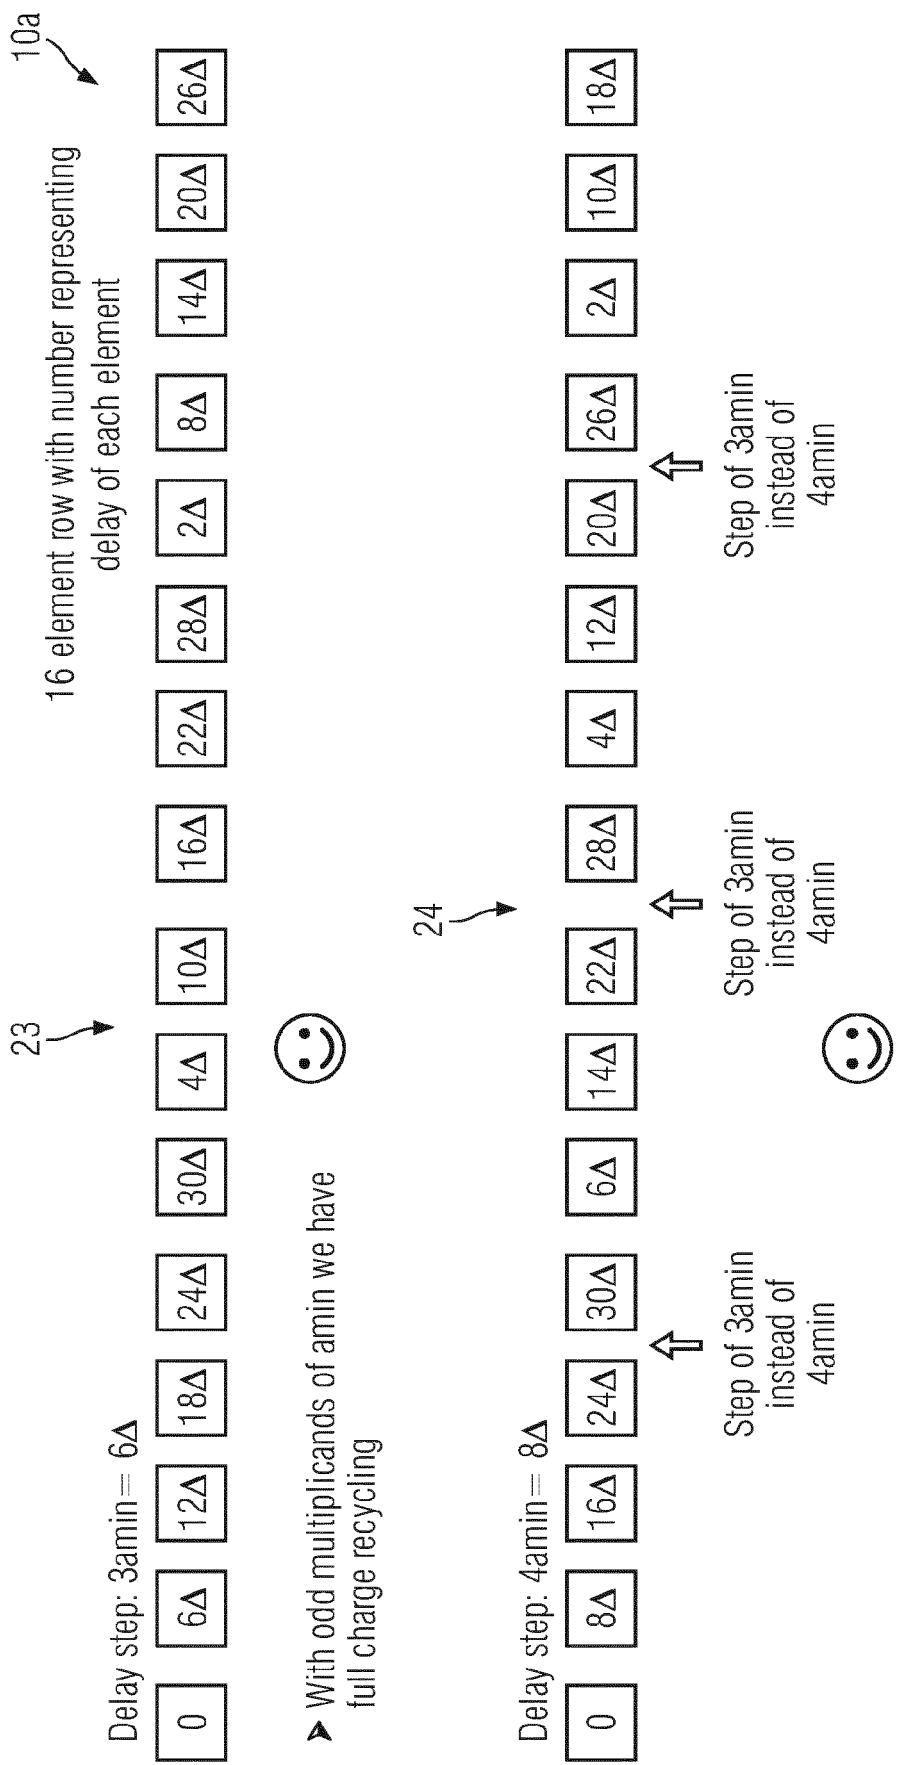 10a
16 element row with number representing
delay of each element
23
Delay step: 3amin = 6Δ
0 6Δ 12Δ 18Δ 24Δ 30Δ 4Δ 10Δ 16Δ 22Δ 28Δ 2Δ 8Δ 14Δ 20Δ 26Δ
➤ With odd multiplicands of amin we have
full charge recycling
24
Delay step: 4amin = 8Δ
0 8Δ 16Δ 24Δ 30Δ 6Δ 14Δ 22Δ 28Δ 4Δ 12Δ 20Δ 26Δ 2Δ 10Δ 18Δ
Step of 3amin
instead of
4amin
Step of 3amin
instead of
4amin
Step of 3amin
instead of
4amin